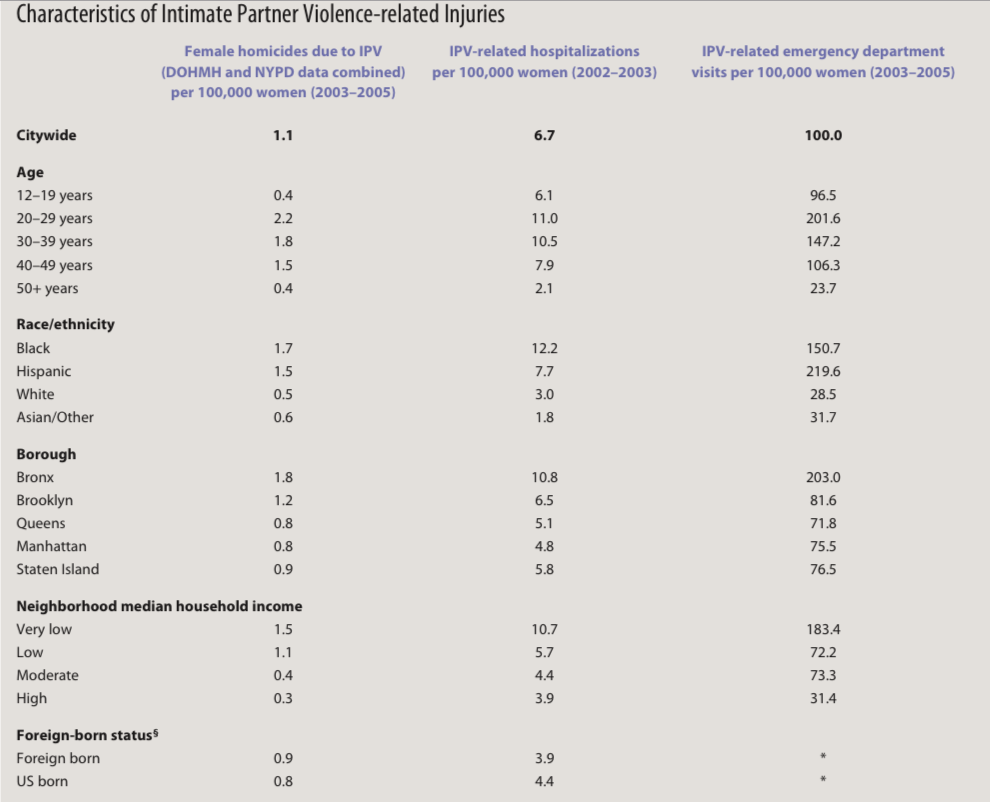 Characteristics of Intimate Partner Violence-related Injuries
Female homicides due to IPV (DOHMH and NYPD data combined) per 100,000 women (2003–2005) IPV-related hospitalizations per 100,000 women (2002–2003) IPV-related emergency department visits per 100,000 women (2003–2005)
Citywide 1.1 6.7 100.0
Age
12–19 years 0.4 6.1 96.5
20–29 years 2.2 11.0 201.6
30–39 years 1.8 10.5 147.2
40–49 years 1.5 7.9 106.3
50+ years 0.4 2.1 23.7
Race/ethnicity
Black 1.7 12.2 150.7
Hispanic 1.5 7.7 219.6
White 0.5 3.0 28.5
Asian/Other 0.6 1.8 31.7
Borough
Bronx 1.8 10.8 203.0
Brooklyn 1.2 6.5 81.6
Queens 0.8 5.1 71.8
Manhattan 0.8 4.8 75.5
Staten Island 0.9 5.8 76.5
Neighborhood median household income
Very low 1.5 10.7 183.4
Low 1.1 5.7 72.2
Moderate 0.4 4.4 73.3
High 0.3 3.9 31.4
Foreign-born status§
Foreign born 0.9 3.9 *
US born 0.8 4.4 *